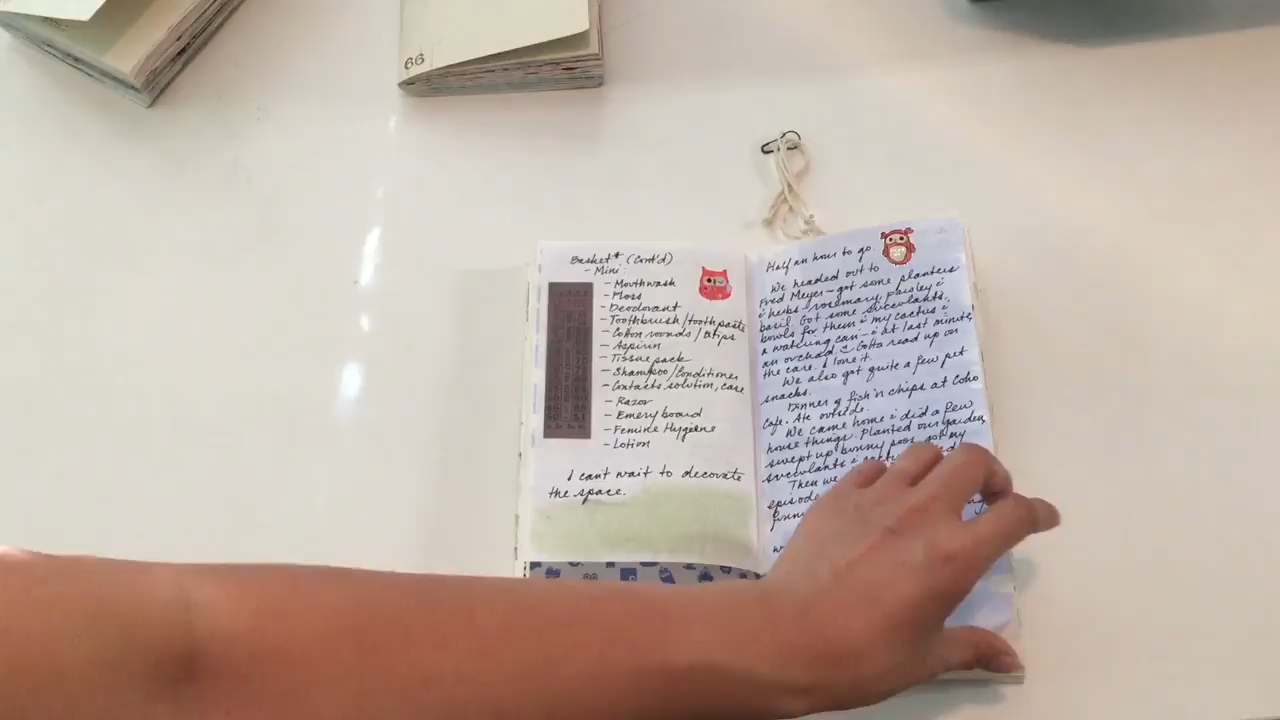 66
Basket* (Cont'd)
- Mini:
- Mouthwash
- Floss
- Deodorant
- Toothbrush/toothpaste
- Cotton rounds/Qtips
- Aspirin
- Tissue pack
- Shampoo/Conditioner
- Contacts solution, case
- Razor
- Emery board
- Femine Hygiene
- Lotion
I can't wait to decorate
the space.
Half an hour to go.
We headed out to
Fred Meyer - got some planters
& herbs - rosemary, paisley &
basil. Got some succulents,
bowls for them & my cactus &
a watering can - & at last minute
an orchid. Gotta read up on
the care. I love it.
We also got quite a few pet
snacks.
Dinner of fish'n chips at Coho
Cafe. Ate outside.
We came home & did a few
house things. Planted our garden,
swept up bunny poos, got my
succulents &
Then we
episode